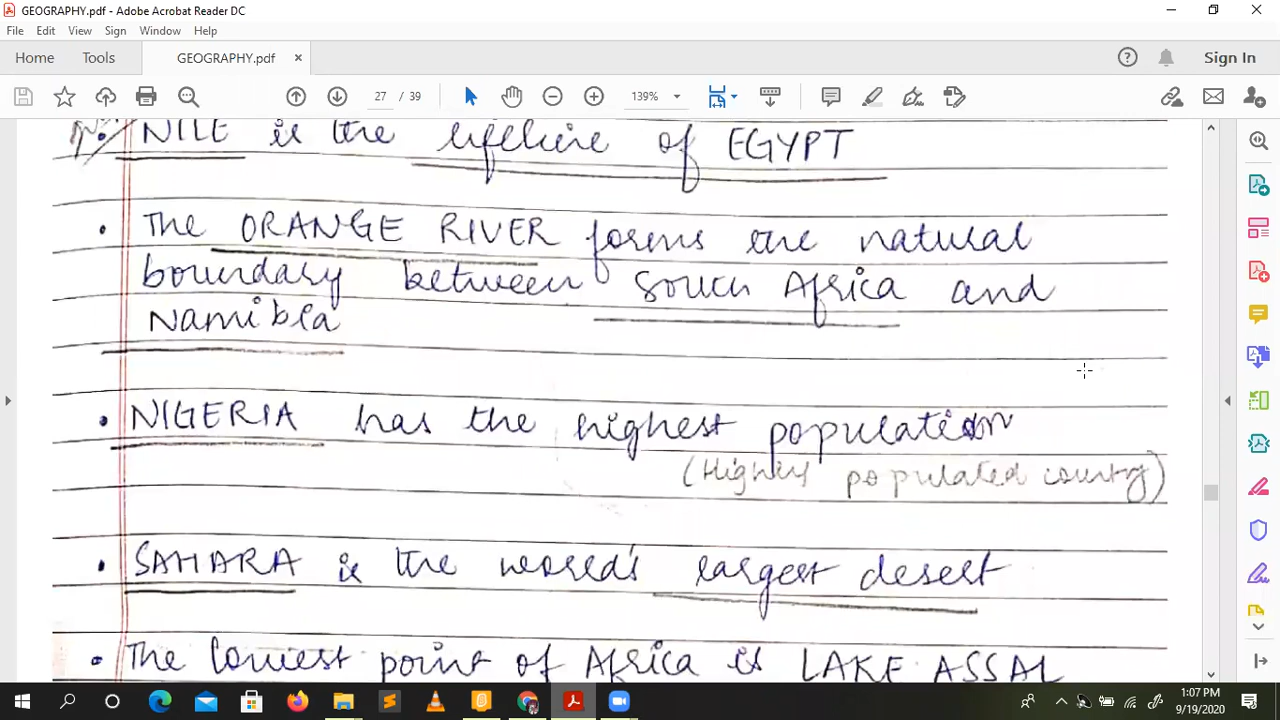 GEOGRAPHY.pdf - Adobe Acrobat Reader DC
File Edit View Sign Window Help
Home Tools GEOGRAPHY.pdf × Sign In
27 / 39 139%
NILE is the lifeline of EGYPT
• The ORANGE RIVER forms the natural
boundary between South Africa and
Namibia
• NIGERIA has the highest population
(Highly populated country)
• SAHARA is the world's largest desert
• The lowest point of Africa is LAKE ASSAL
1:07 PM
9/19/2020